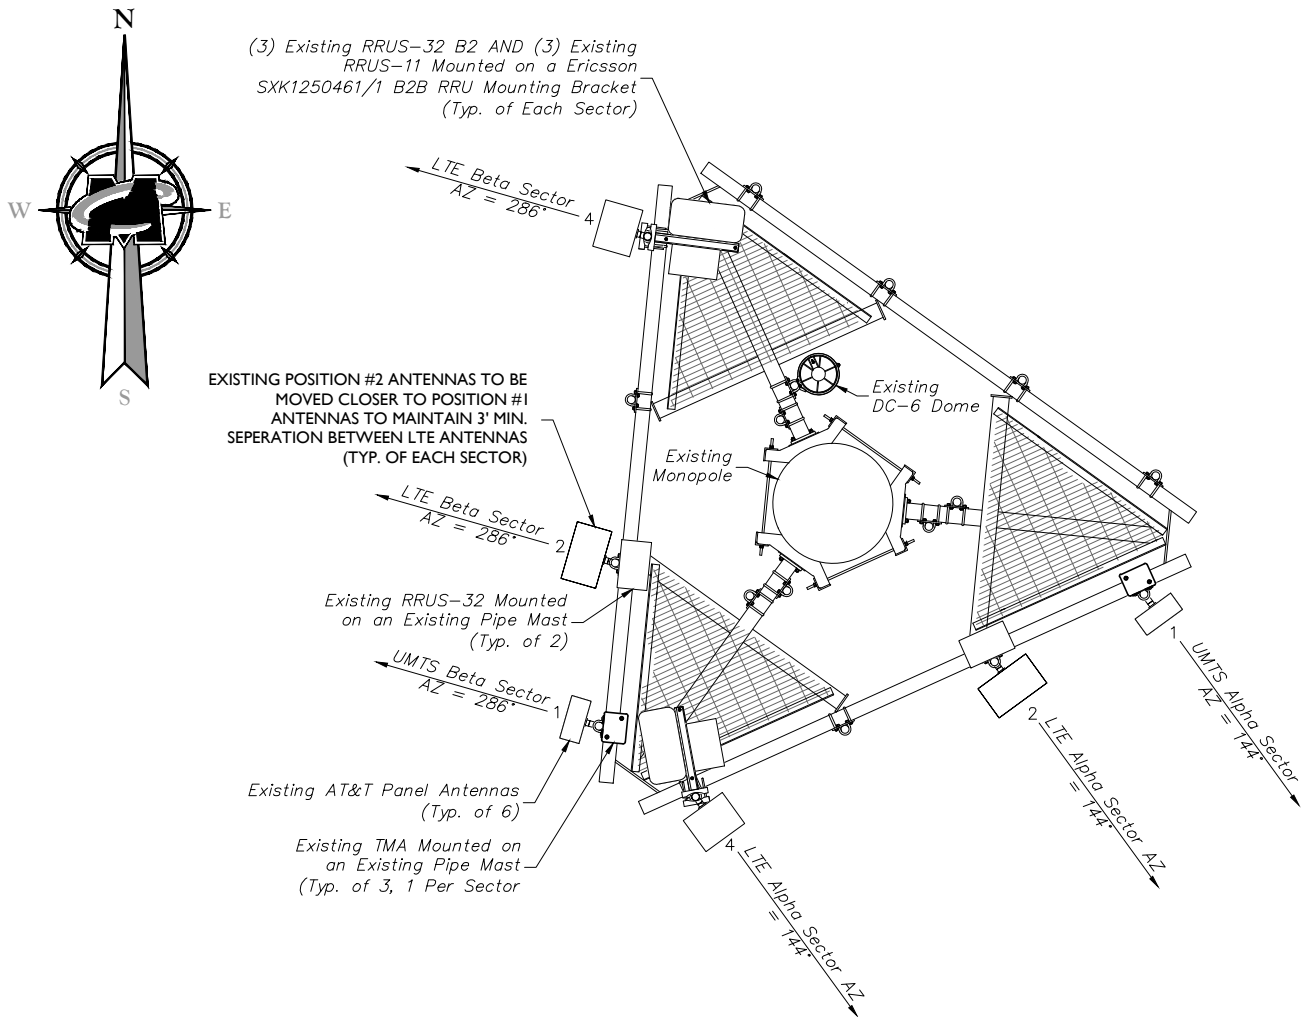 N
W
E
S
(3) Existing RRUS-32 B2 AND (3) Existing
RRUS-11 Mounted on a Ericsson
SXK1250461/1 B2B RRU Mounting Bracket
(Typ. of Each Sector)
LTE Beta Sector
AZ = 286°
4
EXISTING POSITION #2 ANTENNAS TO BE
MOVED CLOSER TO POSITION #1
ANTENNAS TO MAINTAIN 3' MIN.
SEPERATION BETWEEN LTE ANTENNAS
(TYP. OF EACH SECTOR)
Existing
DC-6 Dome
Existing
Monopole
LTE Beta Sector
AZ = 286°
2
Existing RRUS-32 Mounted
on an Existing Pipe Mast
(Typ. of 2)
UMTS Beta Sector
AZ = 286°
1
Existing AT&T Panel Antennas
(Typ. of 6)
Existing TMA Mounted on
an Existing Pipe Mast
(Typ. of 3, 1 Per Sector
1
UMTS Alpha Sector
AZ = 144°
2
LTE Alpha Sector AZ
= 144°
4
LTE Alpha Sector AZ
= 144°